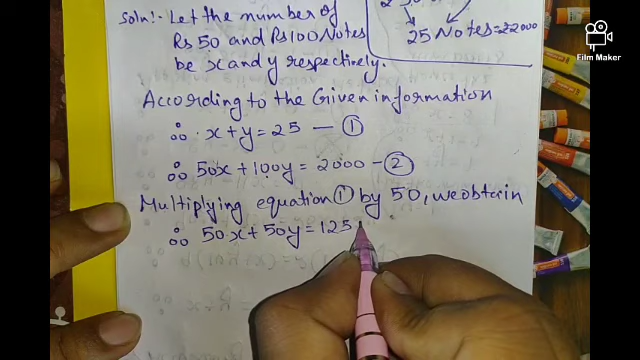 Soln:- Let the number of
Rs 50 and Rs 100 Notes
be x and y respectively.
25 Notes = 22000
According to the Given information
∴ x + y = 25 — ①
∴ 50x + 100y = 2000 — ②
Multiplying equation ① by 50, we obtain
∴ 50x + 50y = 125
Film Maker